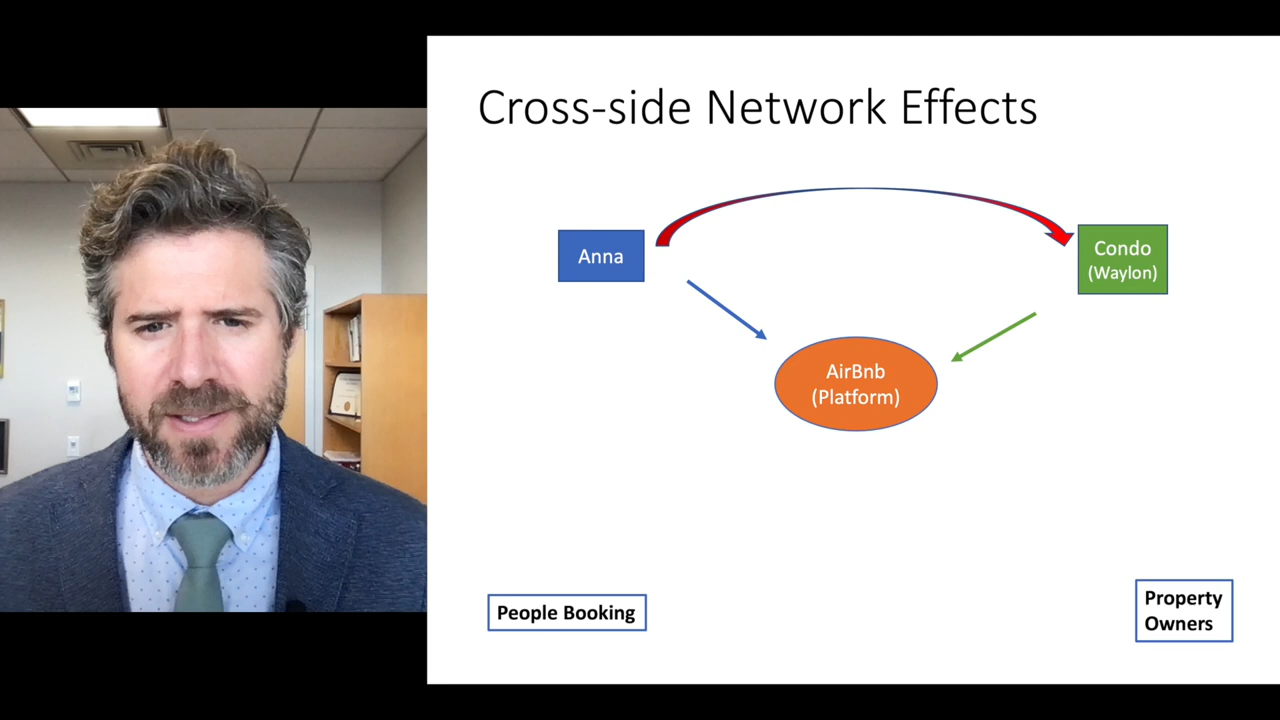 Cross-side Network Effects
Anna
Condo
(Waylon)
AirBnb
(Platform)
People Booking
Property
Owners